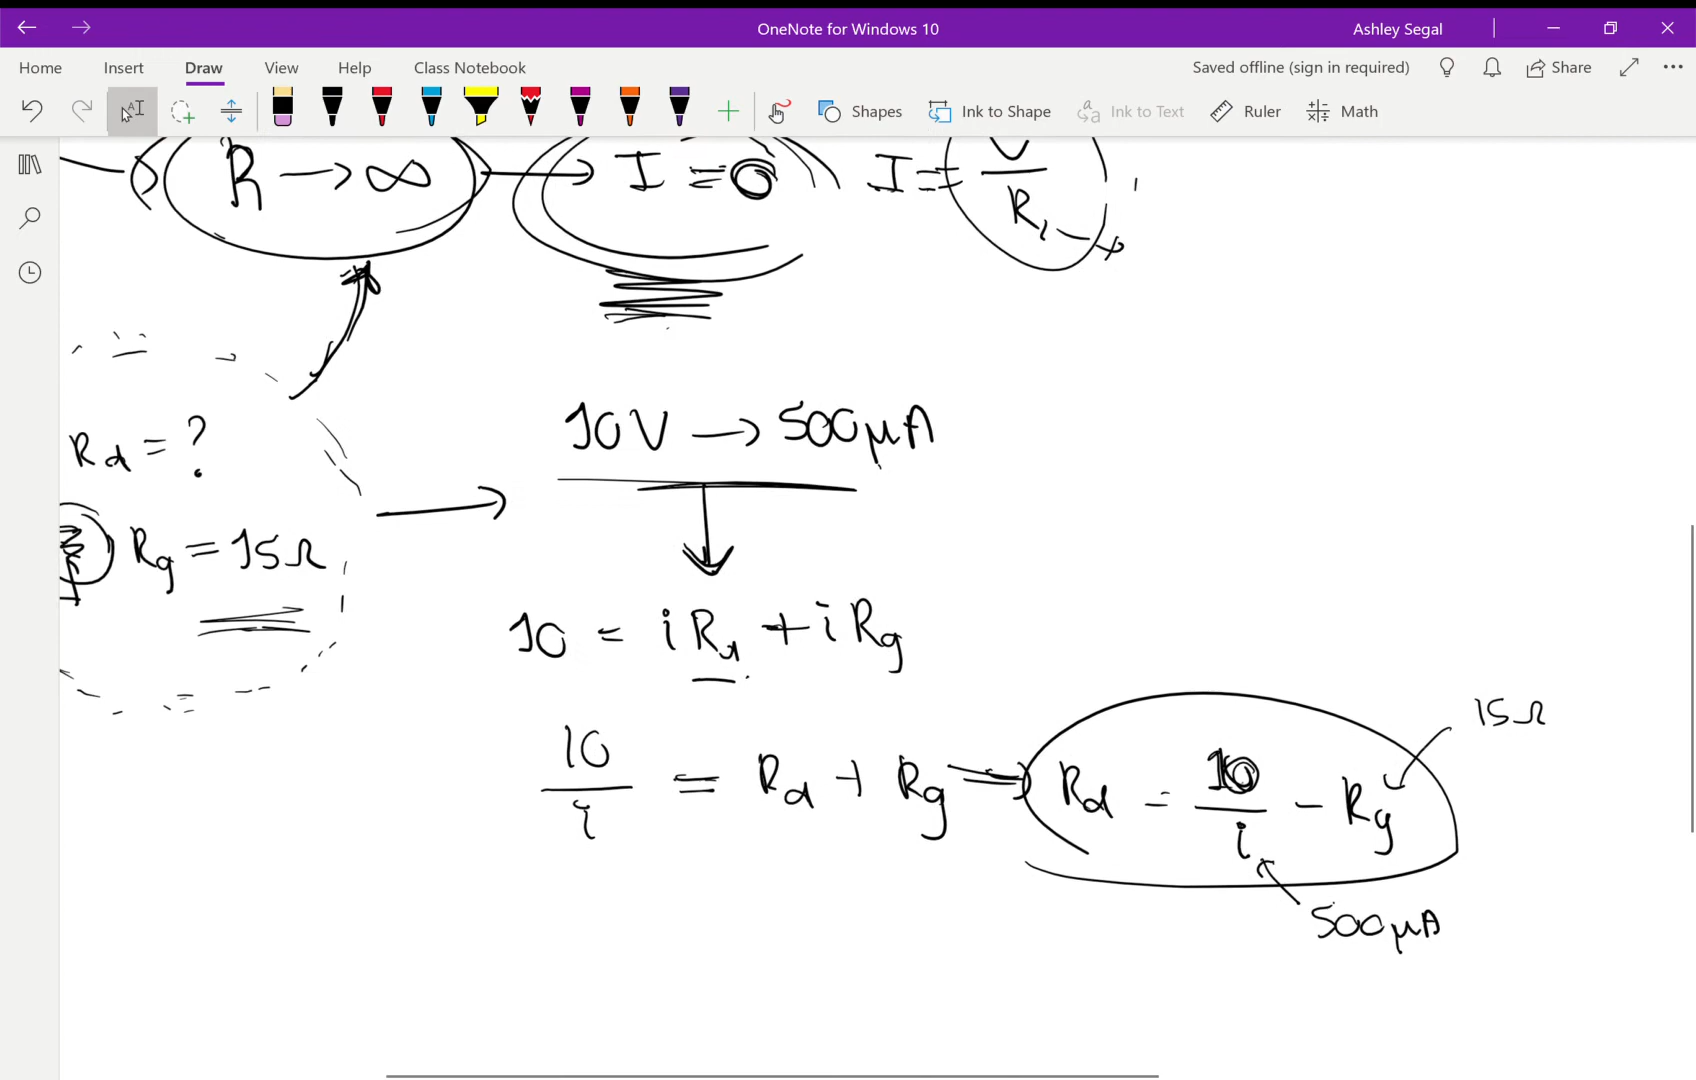 OneNote for Windows 10
Ashley Segal
Home Insert Draw View Help Class Notebook
Saved offline (sign in required) Share
Shapes Ink to Shape Ink to Text Ruler Math
R → ∞ → I = 0 I = V/R₁
10V → 500μA
Rd = ?
Rg = 15Ω
10 = iRd + iRg
15Ω
10/i = Rd + Rg ⇒ Rd = 10/i - Rg
500μA